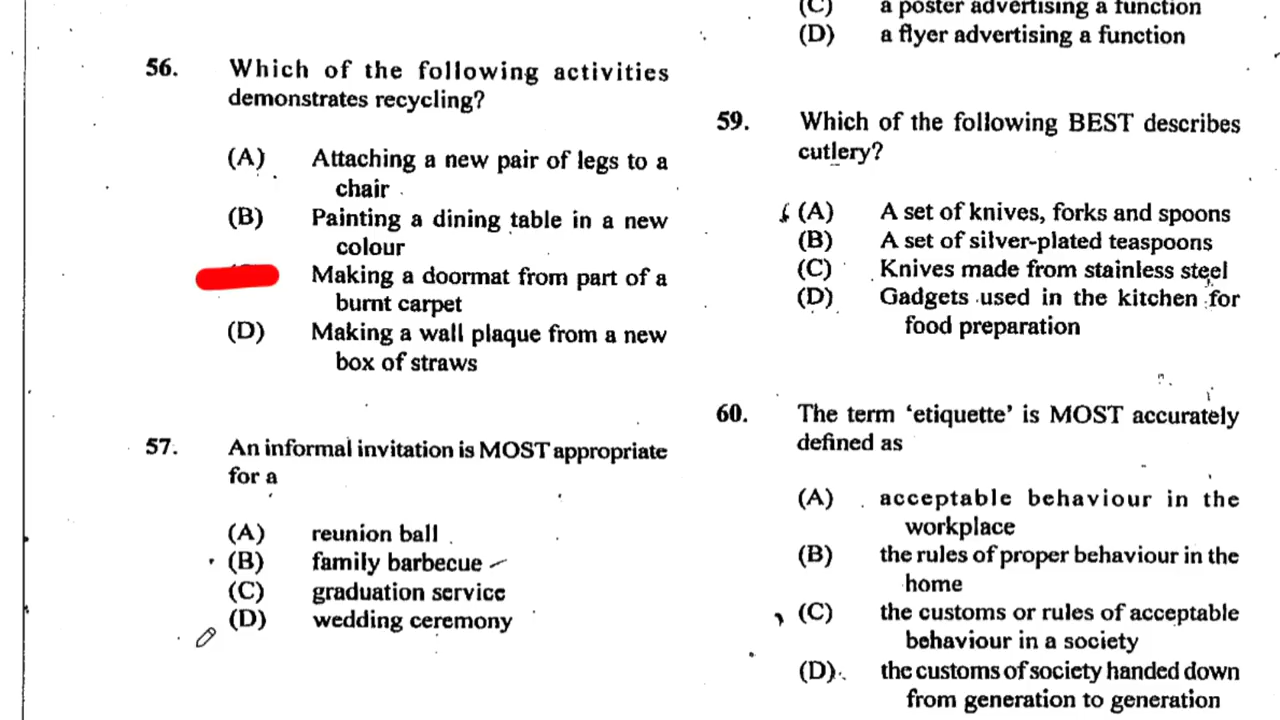 56. Which of the following activities
demonstrates recycling?
(A) Attaching a new pair of legs to a
chair
(B) Painting a dining table in a new
colour
Making a doormat from part of a
burnt carpet
(D) Making a wall plaque from a new
box of straws
57. An informal invitation is MOST appropriate
for a
(A) reunion ball
(B) family barbecue
(C) graduation service
(D) wedding ceremony
(C) a poster advertising a function
(D) a flyer advertising a function
59. Which of the following BEST describes
cutlery?
(A) A set of knives, forks and spoons
(B) A set of silver-plated teaspoons
(C) Knives made from stainless steel
(D) Gadgets used in the kitchen for
food preparation
60. The term ‘etiquette’ is MOST accurately
defined as
(A) acceptable behaviour in the
workplace
(B) the rules of proper behaviour in the
home
(C) the customs or rules of acceptable
behaviour in a society
(D) the customs of society handed down
from generation to generation